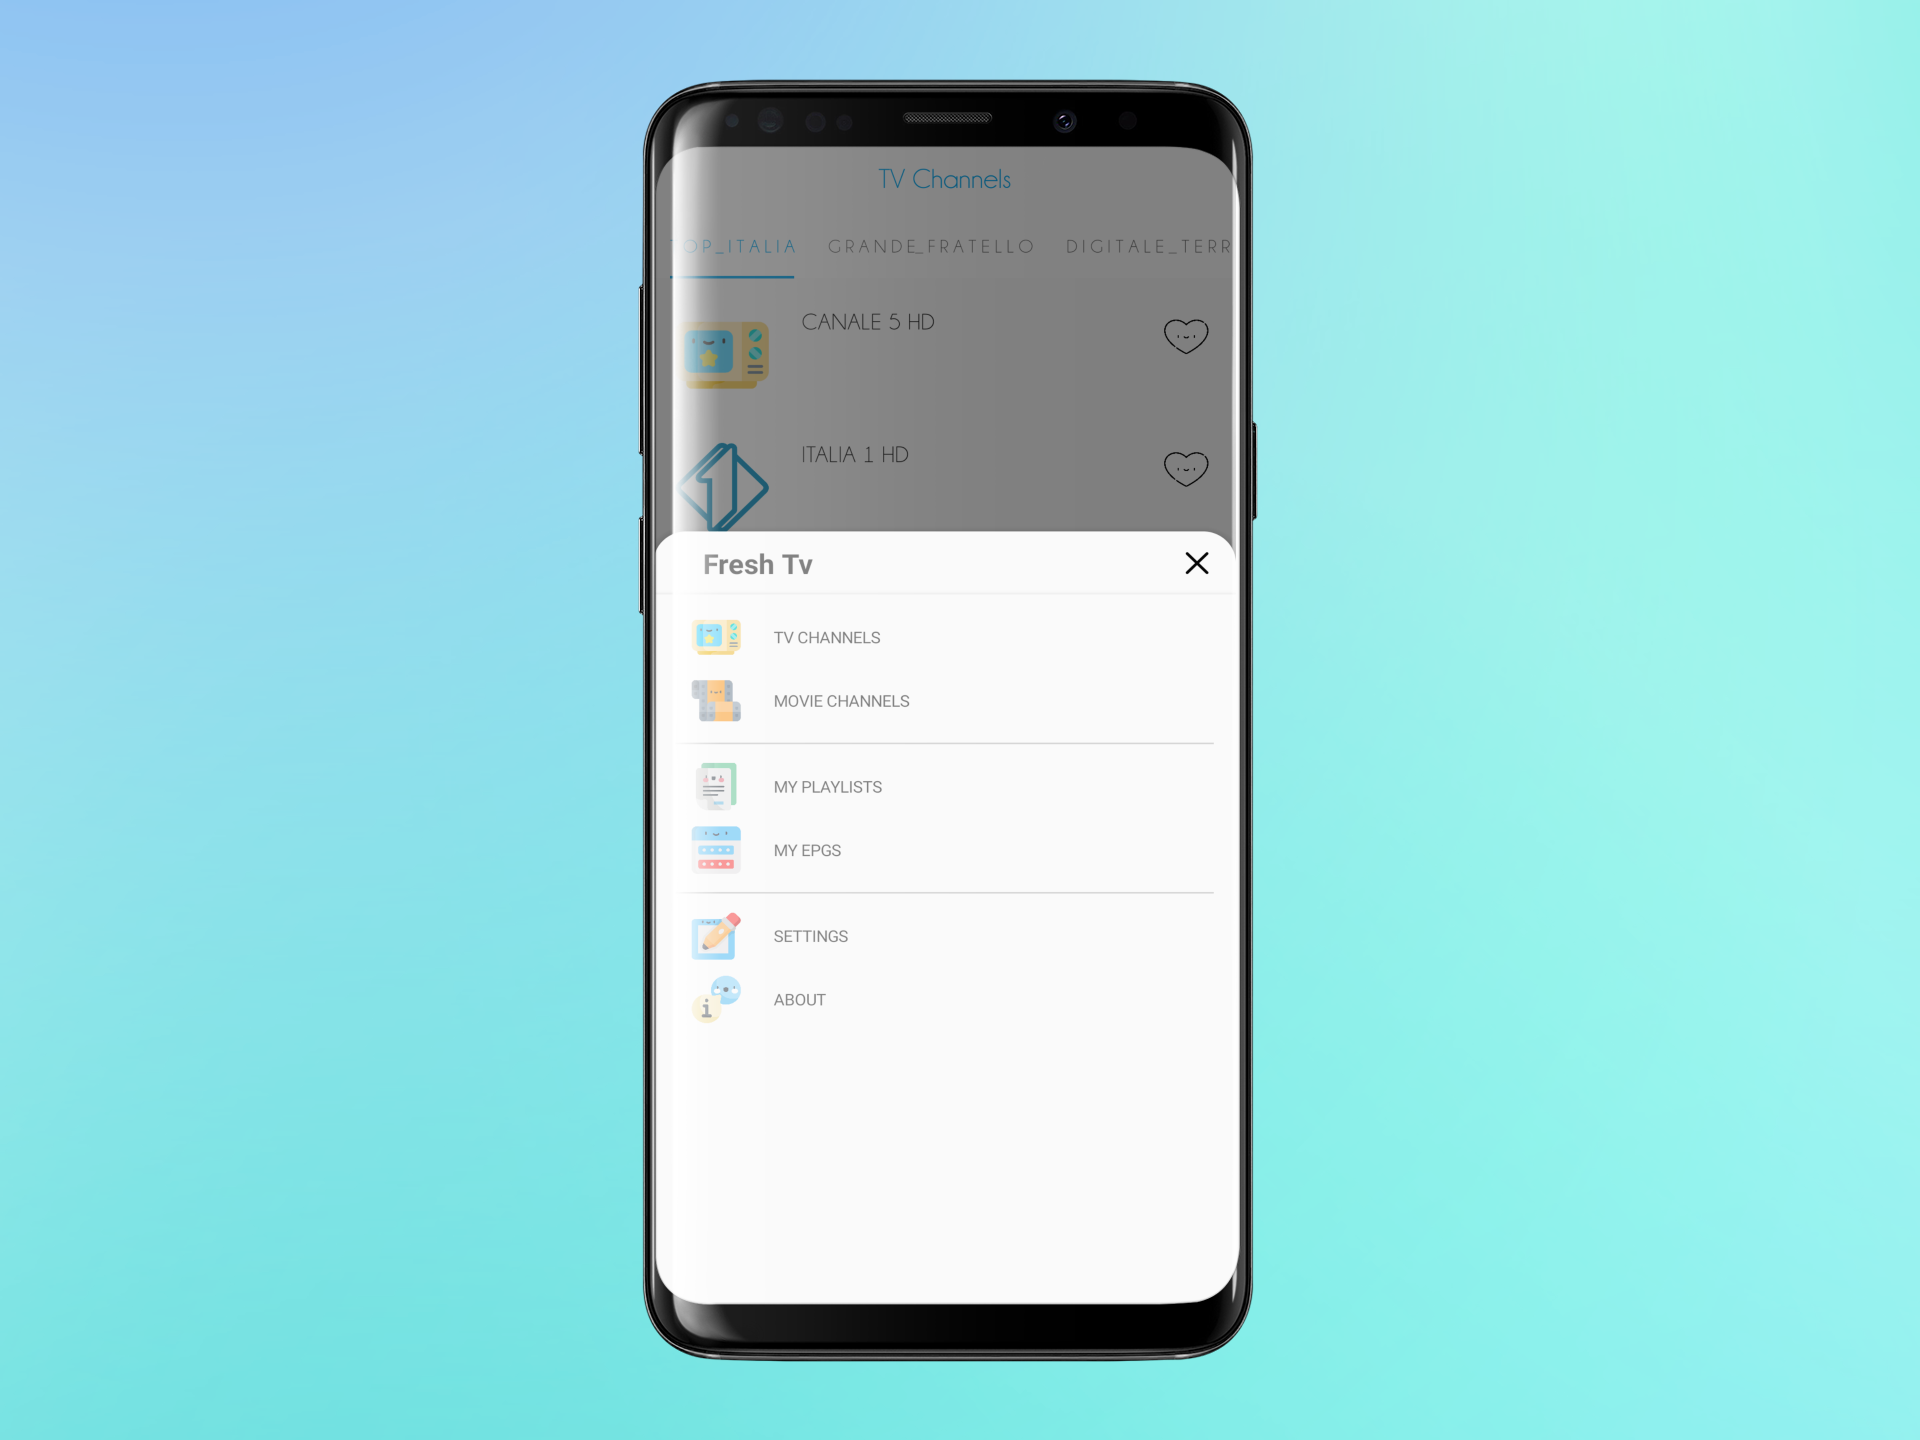 TV Channels
TOP_ITALIA GRANDE_FRATELLO DIGITALE_TERR
CANALE 5 HD
ITALIA 1 HD
Fresh Tv
TV CHANNELS
MOVIE CHANNELS
MY PLAYLISTS
MY EPGS
SETTINGS
ABOUT